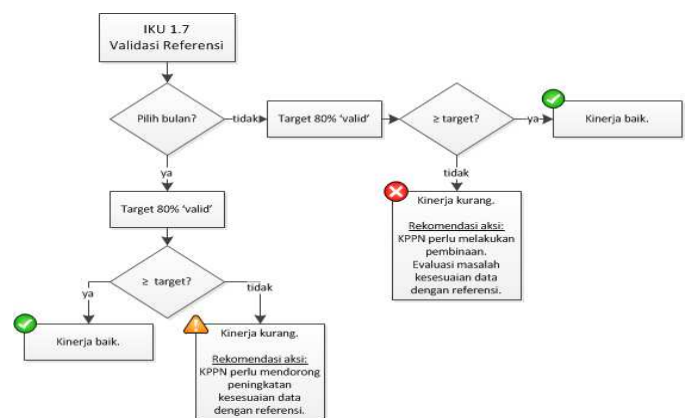 IKU 1.7
Validasi Referensi
Pilih bulan?
tidak
Target 80% 'valid'
≥ target?
ya
Kinerja baik.
tidak
Kinerja kurang.
Rekomendasi aksi:
KPPN perlu melakukan
pembinaan.
Evaluasi masalah
kesesuaian data
dengan referensi.
ya
Target 80% 'valid'
≥ target?
ya
Kinerja baik.
tidak
Kinerja kurang.
Rekomendasi aksi:
KPPN perlu mendorong
peningkatan
kesesuaian data
dengan referensi.